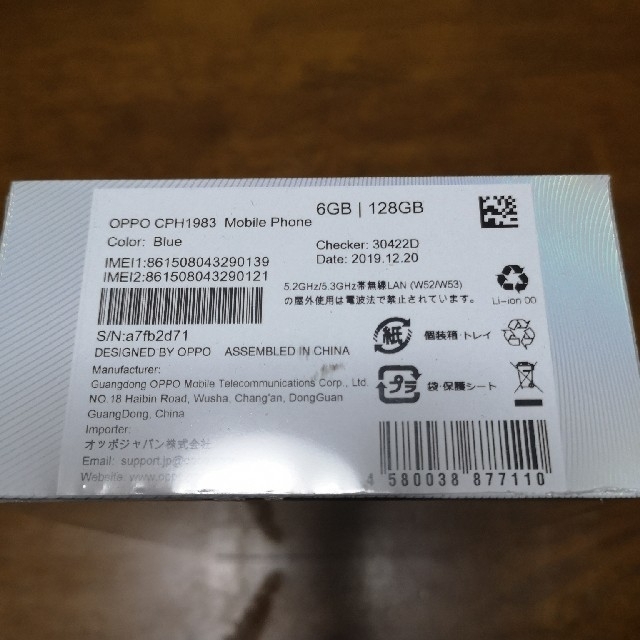 6GB | 128GB
OPPO CPH1983 Mobile Phone
Color: Blue
Checker: 30422D
Date: 2019.12.20
IMEI1:861508043290139
IMEI2:861508043290121
5.2GHz/5.3GHz帯無線LAN (W52/W53)
の屋外使用は電波法で禁止されています。
Li-ion 00
S/N:a7fb2d71
紙
個装箱・トレイ
DESIGNED BY OPPO ASSEMBLED IN CHINA
Manufacturer:
Guangdong OPPO Mobile Telecommunications Corp., Ltd.
NO.18 Haibin Road, Wusha, Chang'an, DongGuan
GuangDong, China
プラ
袋・保護シート
Importer:
オッポジャパン株式会社
Email: support.jp@
Website:
4 580038 877110